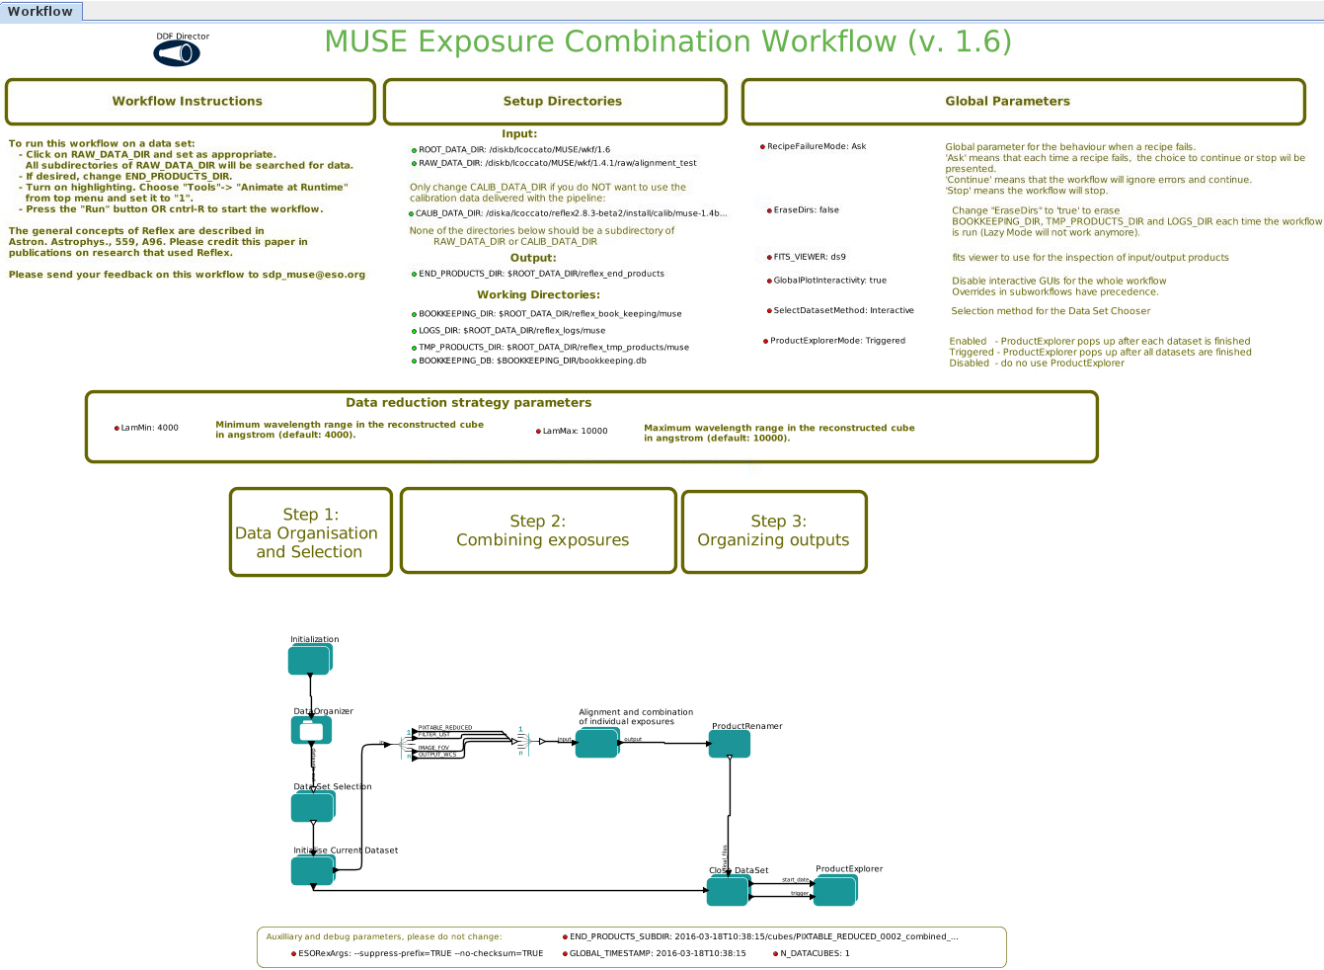 Workflow
DDF Director
MUSE Exposure Combination Workflow (v. 1.6)
Workflow Instructions
To run this workflow on a data set:
- Click on RAW_DATA_DIR and set as appropriate.
All subdirectories of RAW_DATA_DIR will be searched for data.
- If desired, change END_PRODUCTS_DIR.
- Turn on highlighting. Choose "Tools"-> "Animate at Runtime"
from top menu and set it to "1".
- Press the "Run" button OR cntrl-R to start the workflow.
The general concepts of Reflex are described in
Astron. Astrophys., 559, A96. Please credit this paper in
publications on research that used Reflex.
Please send your feedback on this workflow to sdp_muse@eso.org
Setup Directories
Input:
ROOT_DATA_DIR: /diskb/lcoccato/MUSE/wkf/1.6
RAW_DATA_DIR: /diskb/lcoccato/MUSE/wkf/1.4.1/raw/alignment_test
Only change CALIB_DATA_DIR if you do NOT want to use the
calibration data delivered with the pipeline:
CALIB_DATA_DIR: /diska/lcoccato/reflex2.8.3-beta2/install/calib/muse-1.4b...
None of the directories below should be a subdirectory of
RAW_DATA_DIR or CALIB_DATA_DIR
Output:
END_PRODUCTS_DIR: $ROOT_DATA_DIR/reflex_end_products
Working Directories:
BOOKKEEPING_DIR: $ROOT_DATA_DIR/reflex_book_keeping/muse
LOGS_DIR: $ROOT_DATA_DIR/reflex_logs/muse
TMP_PRODUCTS_DIR: $ROOT_DATA_DIR/reflex_tmp_products/muse
BOOKKEEPING_DB: $BOOKKEEPING_DIR/bookkeeping.db
Global Parameters
RecipeFailureMode: Ask
Global parameter for the behaviour when a recipe fails.
'Ask' means that each time a recipe fails,  the choice to continue or stop wil be
presented.
'Continue' means that the workflow will ignore errors and continue.
'Stop' means the workflow will stop.
EraseDirs: false
Change "EraseDirs" to 'true' to erase
BOOKKEEPING_DIR, TMP_PRODUCTS_DIR and LOGS_DIR each time the workflow
is run (Lazy Mode will not work anymore).
FITS_VIEWER: ds9
fits viewer to use for the inspection of input/output products
GlobalPlotInteractivity: true
Disable interactive GUIs for the whole workflow
Overrides in subworkflows have precedence.
SelectDatasetMethod: Interactive
Selection method for the Data Set Chooser
ProductExplorerMode: Triggered
Enabled   - ProductExplorer pops up after each dataset is finished
Triggered - ProductExplorer pops up after all datasets are finished
Disabled  - do no use ProductExplorer
Data reduction strategy parameters
LamMin: 4000
Minimum wavelength range in the reconstructed cube
in angstrom (default: 4000).
LamMax: 10000
Maximum wavelength range in the reconstructed cube
in angstrom (default: 10000).
Step 1:
Data Organisation
and Selection
Step 2:
Combining exposures
Step 3:
Organizing outputs
Initialization
DataOrganizer
Data Set Selection
Initialise Current Dataset
in
1
PIXTABLE_REDUCED
FILTER_LIST
IMAGE_FOV
OUTPUT_WCS
n
1
n
input
Alignment and combination
of individual exposures
output
ProductRenamer
final_files
Close DataSet
start_date
trigger
ProductExplorer
Auxilliary and debug parameters, please do not change:
END_PRODUCTS_SUBDIR: 2016-03-18T10:38:15/cubes/PIXTABLE_REDUCED_0002_combined_...
ESORexArgs: --suppress-prefix=TRUE --no-checksum=TRUE
GLOBAL_TIMESTAMP: 2016-03-18T10:38:15
N_DATACUBES: 1